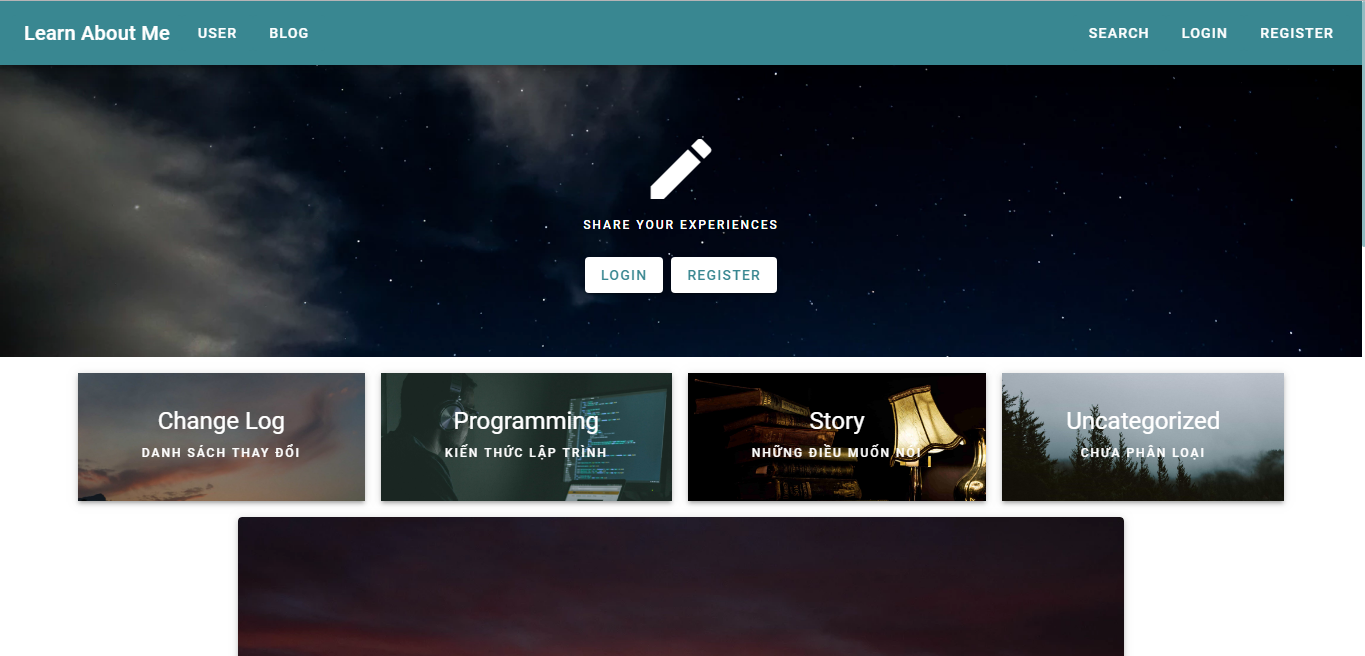 Learn About Me USER BLOG SEARCH LOGIN REGISTER
SHARE YOUR EXPERIENCES
LOGIN REGISTER
Change Log
DANH SÁCH THAY ĐỔI
Programming
KIẾN THỨC LẬP TRÌNH
Story
NHỮNG ĐIỀU MUỐN NÓI
Uncategorized
CHƯA PHÂN LOẠI